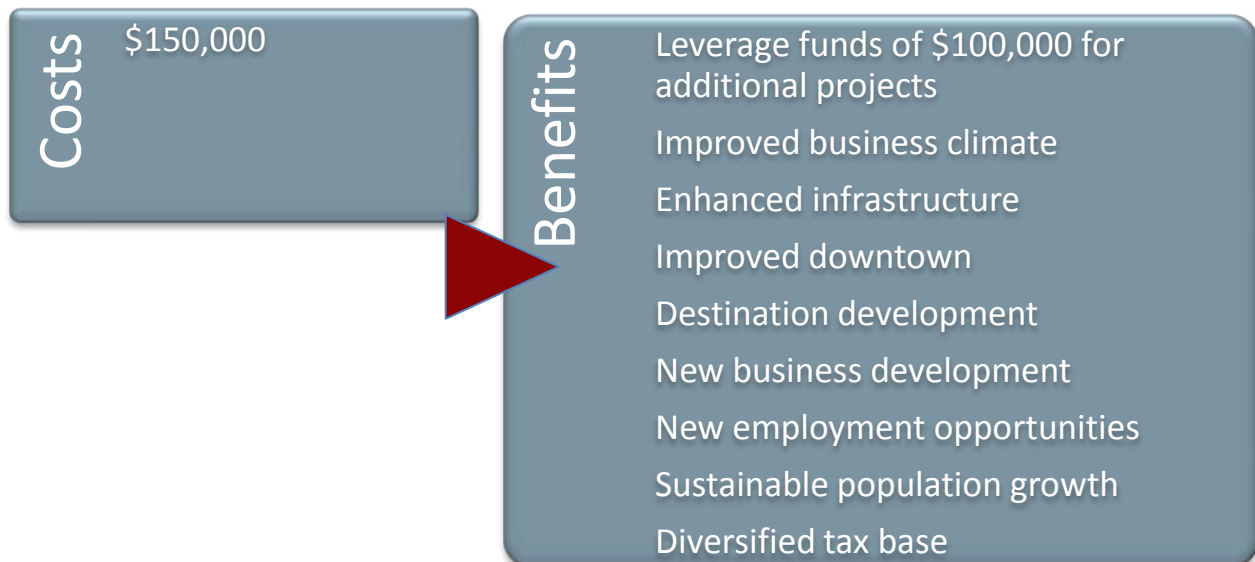 Costs
$150,000
Benefits
Leverage funds of $100,000 for
additional projects
Improved business climate
Enhanced infrastructure
Improved downtown
Destination development
New business development
New employment opportunities
Sustainable population growth
Diversified tax base